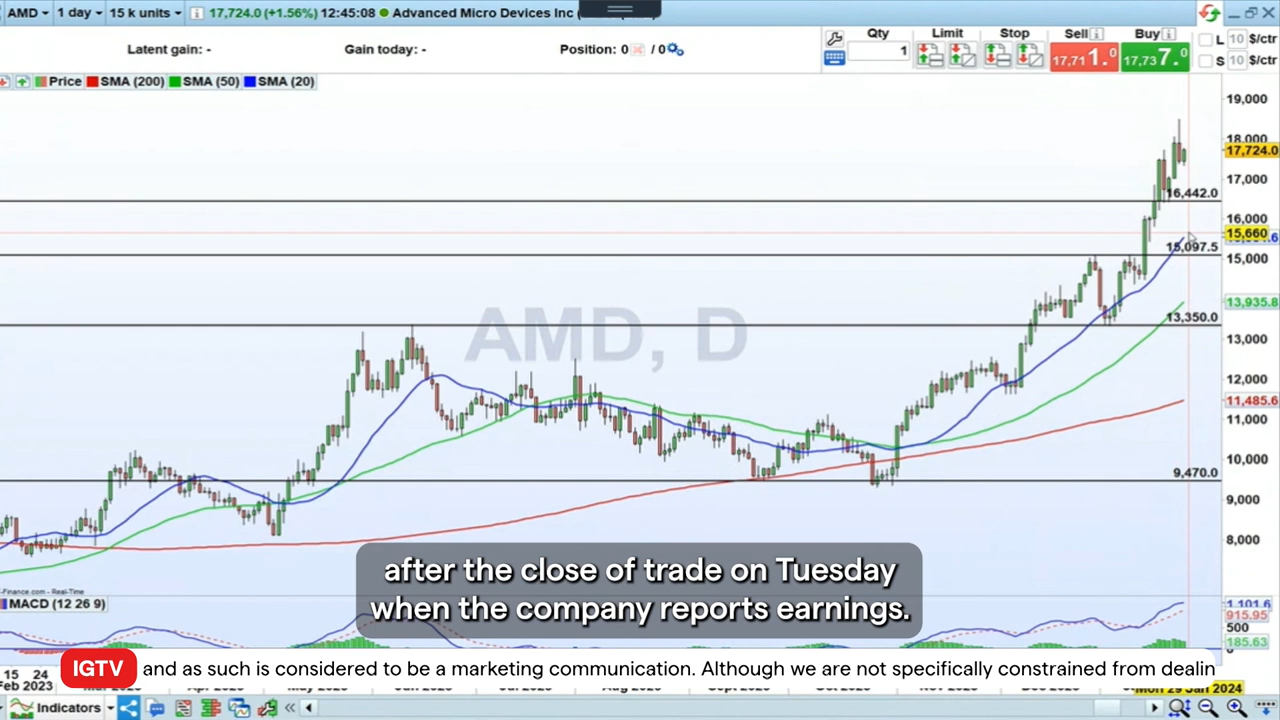 AMD 1 day 15 k units 17,724.0 (+1.56%) 12:45:08 Advanced Micro Devices Inc (
Latent gain: - Gain today: - Position: 0 / 0
Qty Limit Stop Sell Buy
1 17,71 1.0 17,73 7.0
L 10 $/ctr
S 10 $/ctr
Price SMA (200) SMA (50) SMA (20)
19,000
18,000
17,724.0
17,000
16,442.0
16,000
15,660
15,097.5
15,000
13,935.8
13,350.0
13,000
12,000
11,485.6
11,000
10,000
9,470.0
9,000
8,000
AMD, D
after the close of trade on Tuesday
when the company reports earnings.
-Finance.com - Real-Time
MACD (12 26 9)
1,101.6
915.95
500
185.63
0
IGTV and as such is considered to be a marketing communication. Although we are not specifically constrained from dealin
15 24
Feb 2023
Mon 29 Jan 2024
Indicators